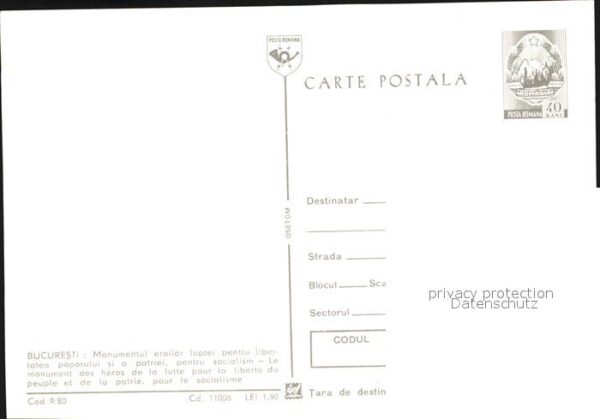 POSTA ROMANA
CARTE POSTALA
POSTA ROMANA 40 BANI
OSETOM
Destinatar
Strada
Blocul Sca
Sectorul
privacy protection
Datenschutz
CODUL
BUCUREȘTI : Monumentul eroilor luptei pentru liber-
tatea poporului și a patriei, pentru socialism – Le
monument des heros de la lutte pour la liberté du
peuple et de la patrie, pour le socialisme
Cod 9.80 Cd. 11006 LEI 1,90
Țara de destin